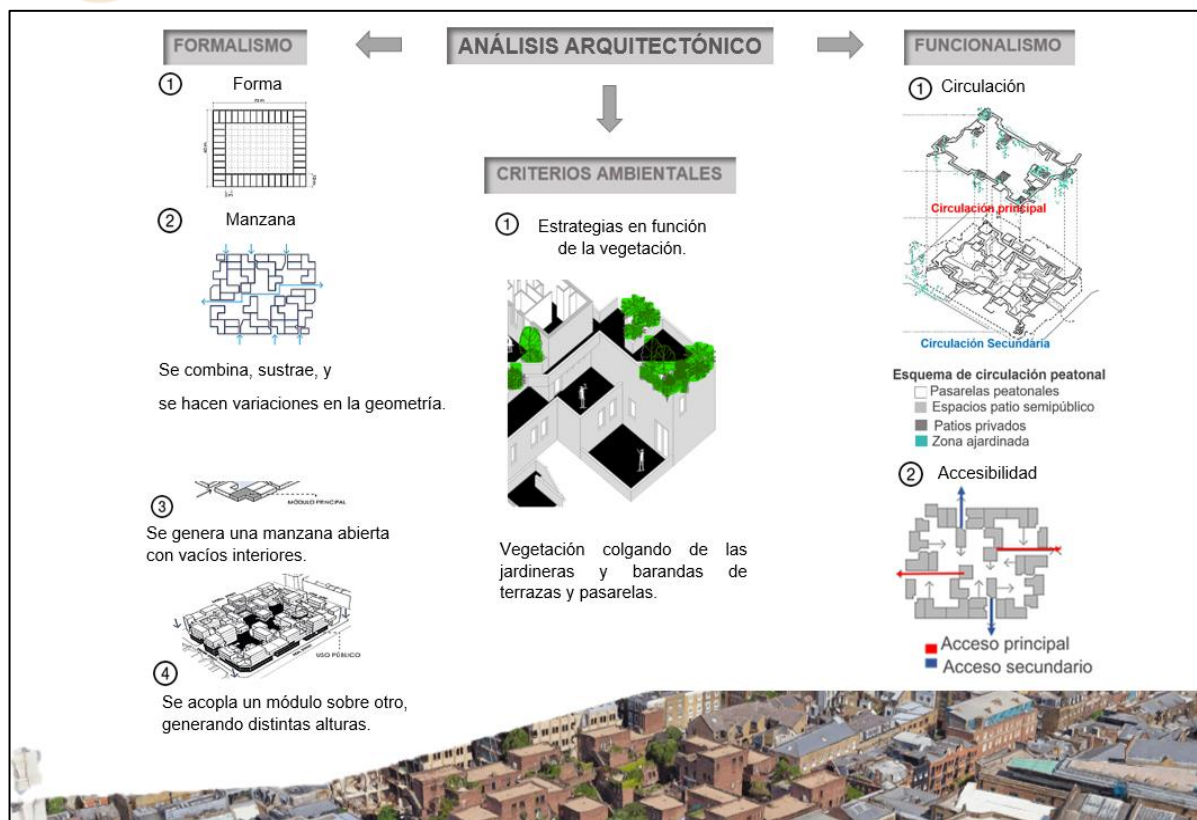 ANÁLISIS ARQUITECTÓNICO
FORMALISMO
1
Forma
2
Manzana
Se combina, sustrae, y
se hacen variaciones en la geometría.
MÓDULO PRINCIPAL
3
Se genera una manzana abierta
con vacíos interiores.
USO PÚBLICO
4
Se acopla un módulo sobre otro,
generando distintas alturas.
CRITERIOS AMBIENTALES
1
Estrategias en función
de la vegetación.
Vegetación colgando de las
jardineras y barandas de
terrazas y pasarelas.
FUNCIONALISMO
1
Circulación
Circulación principal
Circulación Secundária
Esquema de circulación peatonal
Pasarelas peatonales
Espacios patio semipúblico
Patios privados
Zona ajardinada
2
Accesibilidad
Acceso principal
Acceso secundario